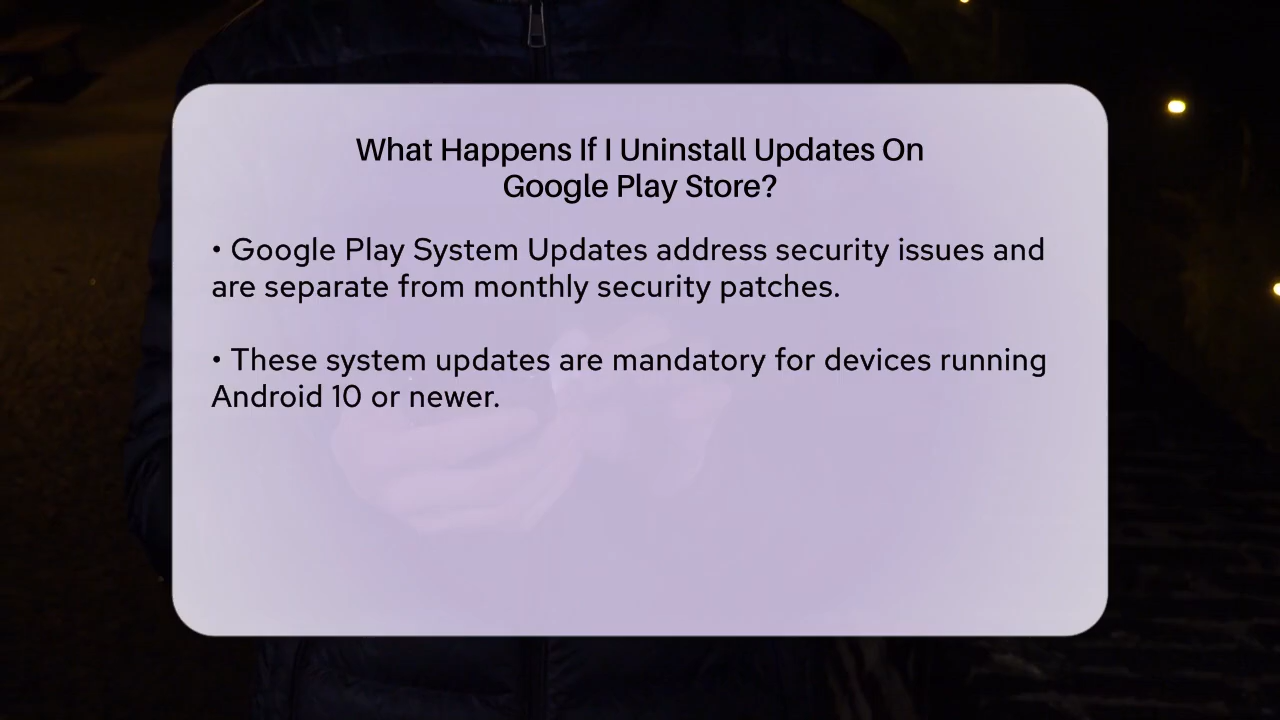 What Happens If I Uninstall Updates On
Google Play Store?
• Google Play System Updates address security issues and
are separate from monthly security patches.
• These system updates are mandatory for devices running
Android 10 or newer.